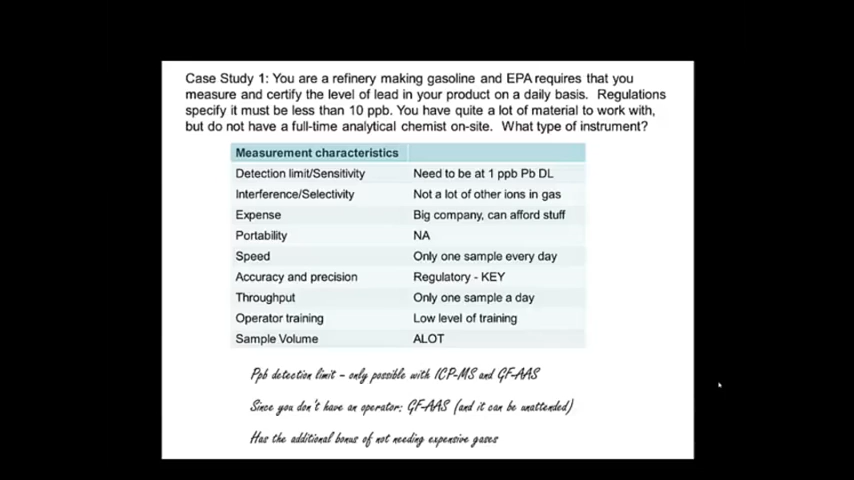 Case Study 1: You are a refinery making gasoline and EPA requires that you
measure and certify the level of lead in your product on a daily basis. Regulations
specify it must be less than 10 ppb. You have quite a lot of material to work with,
but do not have a full-time analytical chemist on-site. What type of instrument?
Measurement characteristics
Detection limit/Sensitivity Need to be at 1 ppb Pb DL
Interference/Selectivity Not a lot of other ions in gas
Expense Big company, can afford stuff
Portability NA
Speed Only one sample every day
Accuracy and precision Regulatory - KEY
Throughput Only one sample a day
Operator training Low level of training
Sample Volume ALOT
Ppb detection limit – only possible with ICP-MS and GF-AAS
Since you don't have an operator: GF-AAS (and it can be unattended)
Has the additional bonus of not needing expensive gases